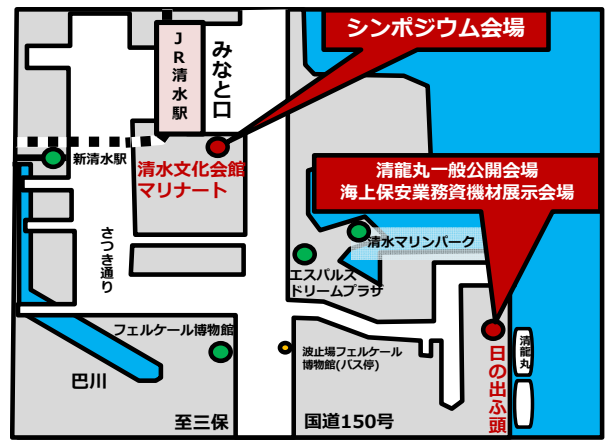 シンポジウム会場
JR清水駅
みなと口
清龍丸一般公開会場
海上保安業務資機材展示会場
新清水駅
清水文化会館
マリナート
清水マリンパーク
さつき通り
エスパルス
ドリームプラザ
フェルケール博物館
波止場フェルケール
博物館(バス停)
日の出ふ頭
清龍丸
巴川
至三保
国道150号